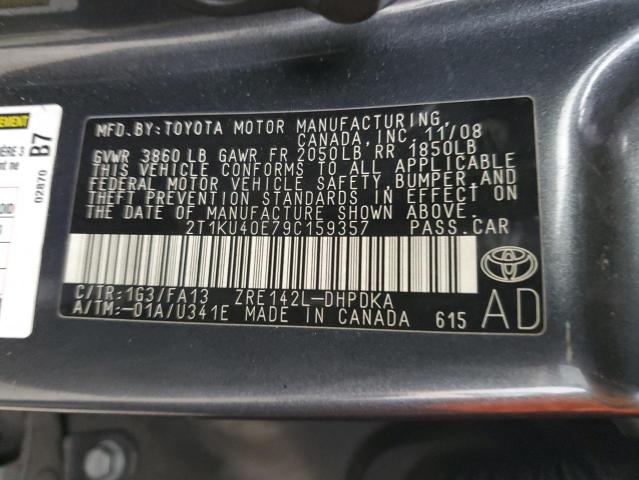 MFD.BY:TOYOTA MOTOR MANUFACTURING,
CANADA, INC. 11/08
GVWR 3860 LB GAWR FR 2050LB RR 1850LB
THIS VEHICLE CONFORMS TO ALL APPLICABLE
FEDERAL MOTOR VEHICLE SAFETY,BUMPER,AND
THEFT PREVENTION STANDARDS IN EFFECT ON
THE DATE OF MANUFACTURE SHOWN ABOVE.
2T1KU40E79C159357 PASS.CAR
C/TR:1G3/FA13 ZRE142L-DHPDKA
A/TM:-01A/U341E MADE IN CANADA 615
AD
B7
02870